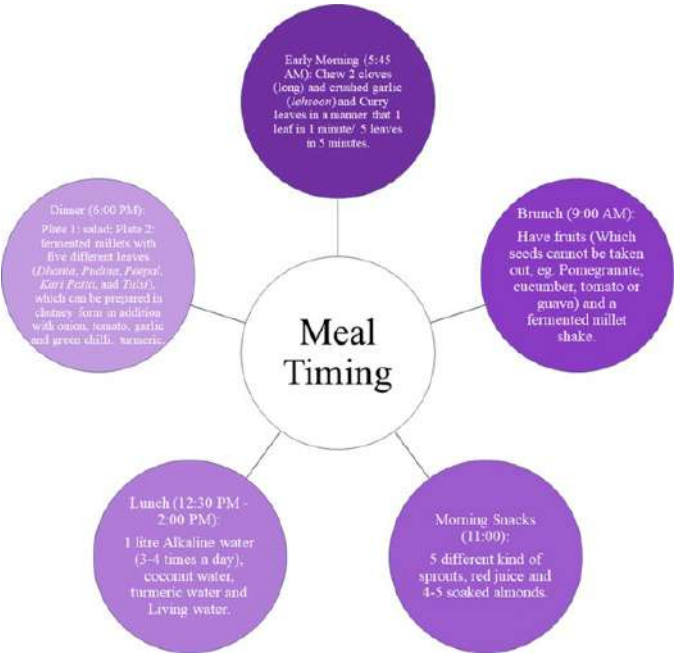 Early Morning (5:45
AM): Chew 2 cloves
(long) and crushed garlic
(lehsoon) and Curry
leaves in a manner that 1
leaf in 1 minute/ 5 leaves
in 5 minutes.
Brunch (9:00 AM):
Have fruits (Which
seeds cannot be taken
out, eg. Pomegranate,
cucumber, tomato or
guava) and a
fermented millet
shake.
Morning Snacks
(11:00):
5 different kind of
sprouts, red juice and
4-5 soaked almonds.
Lunch (12:30 PM -
2:00 PM):
1 litre Alkaline water
(3-4 times a day),
coconut water,
turmeric water and
Living water.
Dinner (6:00 PM):
Plate 1: salad; Plate 2:
fermented millets with
five different leaves
(Dhania, Pudina, Peepal,
Kari Patta, and Tulsi),
which can be prepared in
chutney form in addition
with onion, tomato, garlic
and green chilli, turmeric.
Meal
Timing